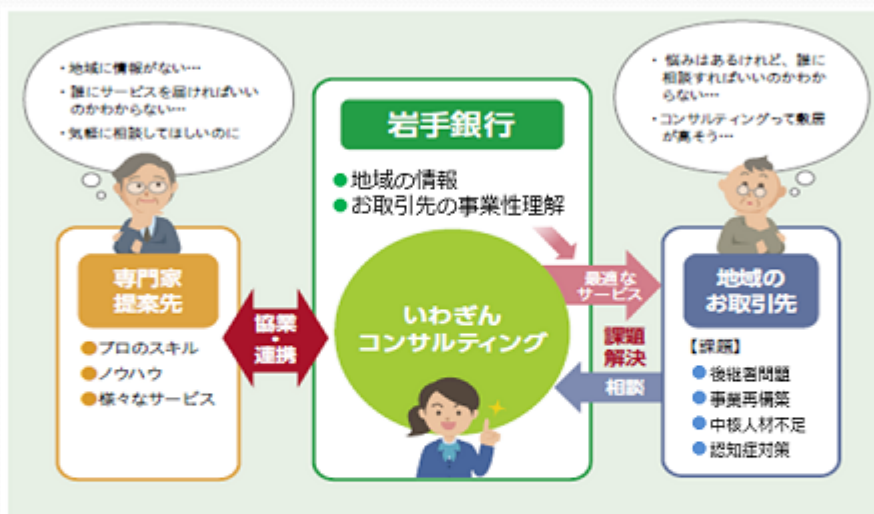 ・地域に情報がない…
・誰にサービスを届ければいい
のかわからない…
・気軽に相談してほしいのに
専門家
提案先
●プロのスキル
●ノウハウ
●様々なサービス
協業
・
連携
岩手銀行
●地域の情報
●お取引先の事業性理解
いわぎん
コンサルティング
最適な
サービス
課題
解決
相談
・悩みはあるけれど、誰に
相談すればいいのかわか
らない…
・コンサルティングって敷居
が高そう…
地域の
お取引先
【課題】
●後継者問題
●事業再構築
●中核人材不足
●認知症対策